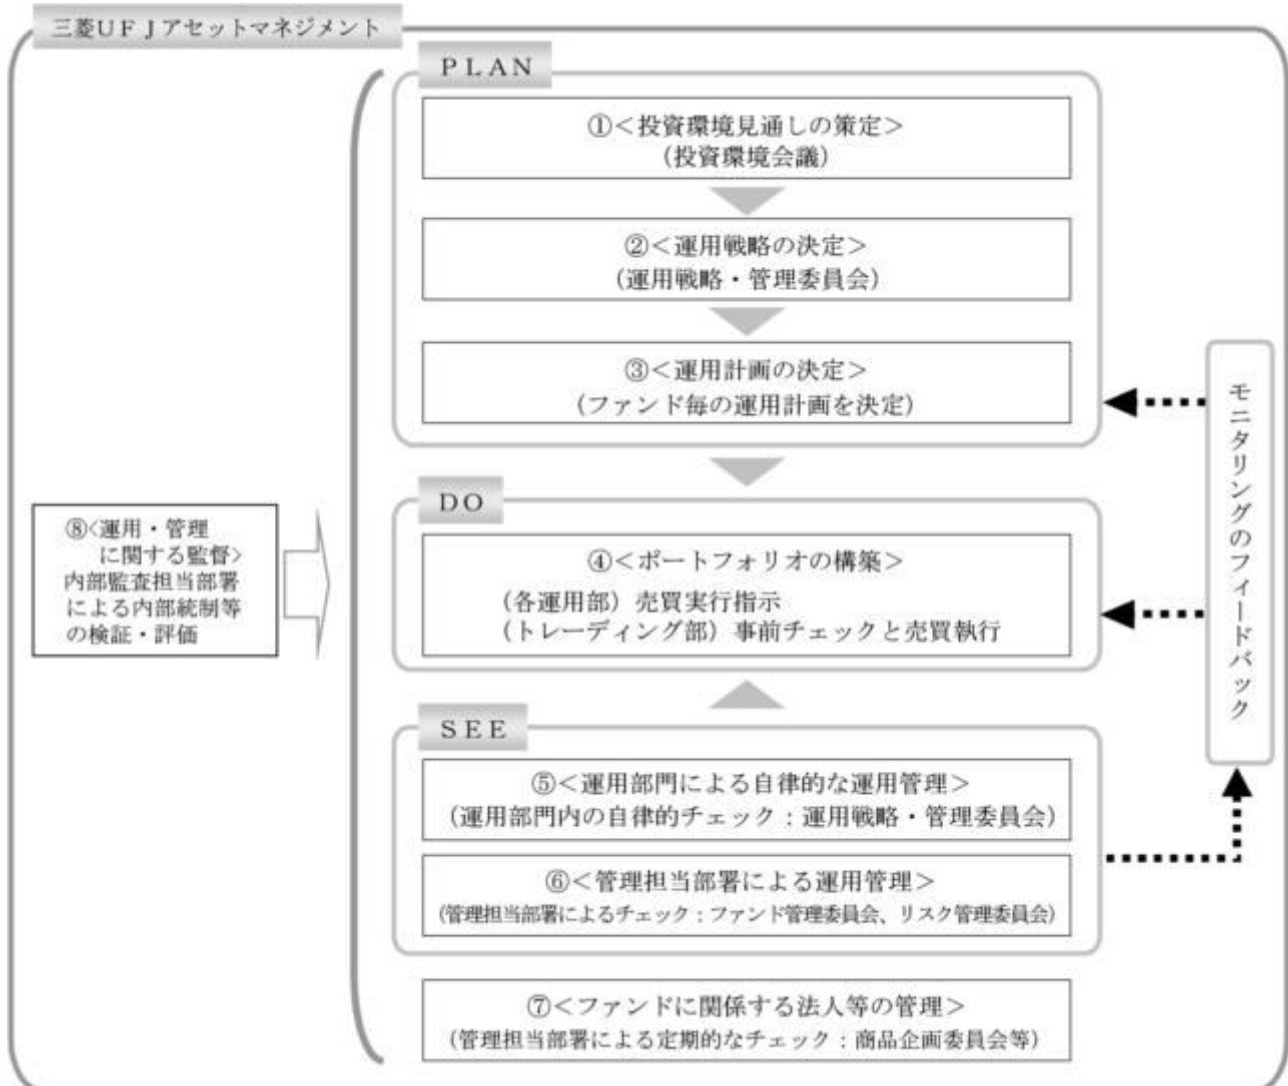 三菱UFJアセットマネジメント
PLAN
①<投資環境見通しの策定>
(投資環境会議)
②<運用戦略の決定>
(運用戦略・管理委員会)
③<運用計画の決定>
(ファンド毎の運用計画を決定)
DO
④<ポートフォリオの構築>
(各運用部)売買実行指示
(トレーディング部)事前チェックと売買執行
SEE
⑤<運用部門による自律的な運用管理>
(運用部門内の自律的チェック:運用戦略・管理委員会)
⑥<管理担当部署による運用管理>
(管理担当部署によるチェック:ファンド管理委員会、リスク管理委員会)
⑦<ファンドに関係する法人等の管理>
(管理担当部署による定期的なチェック:商品企画委員会等)
⑧<運用・管理
に関する監督>
内部監査担当部署
による内部統制等
の検証・評価
モニタリングのフィードバック